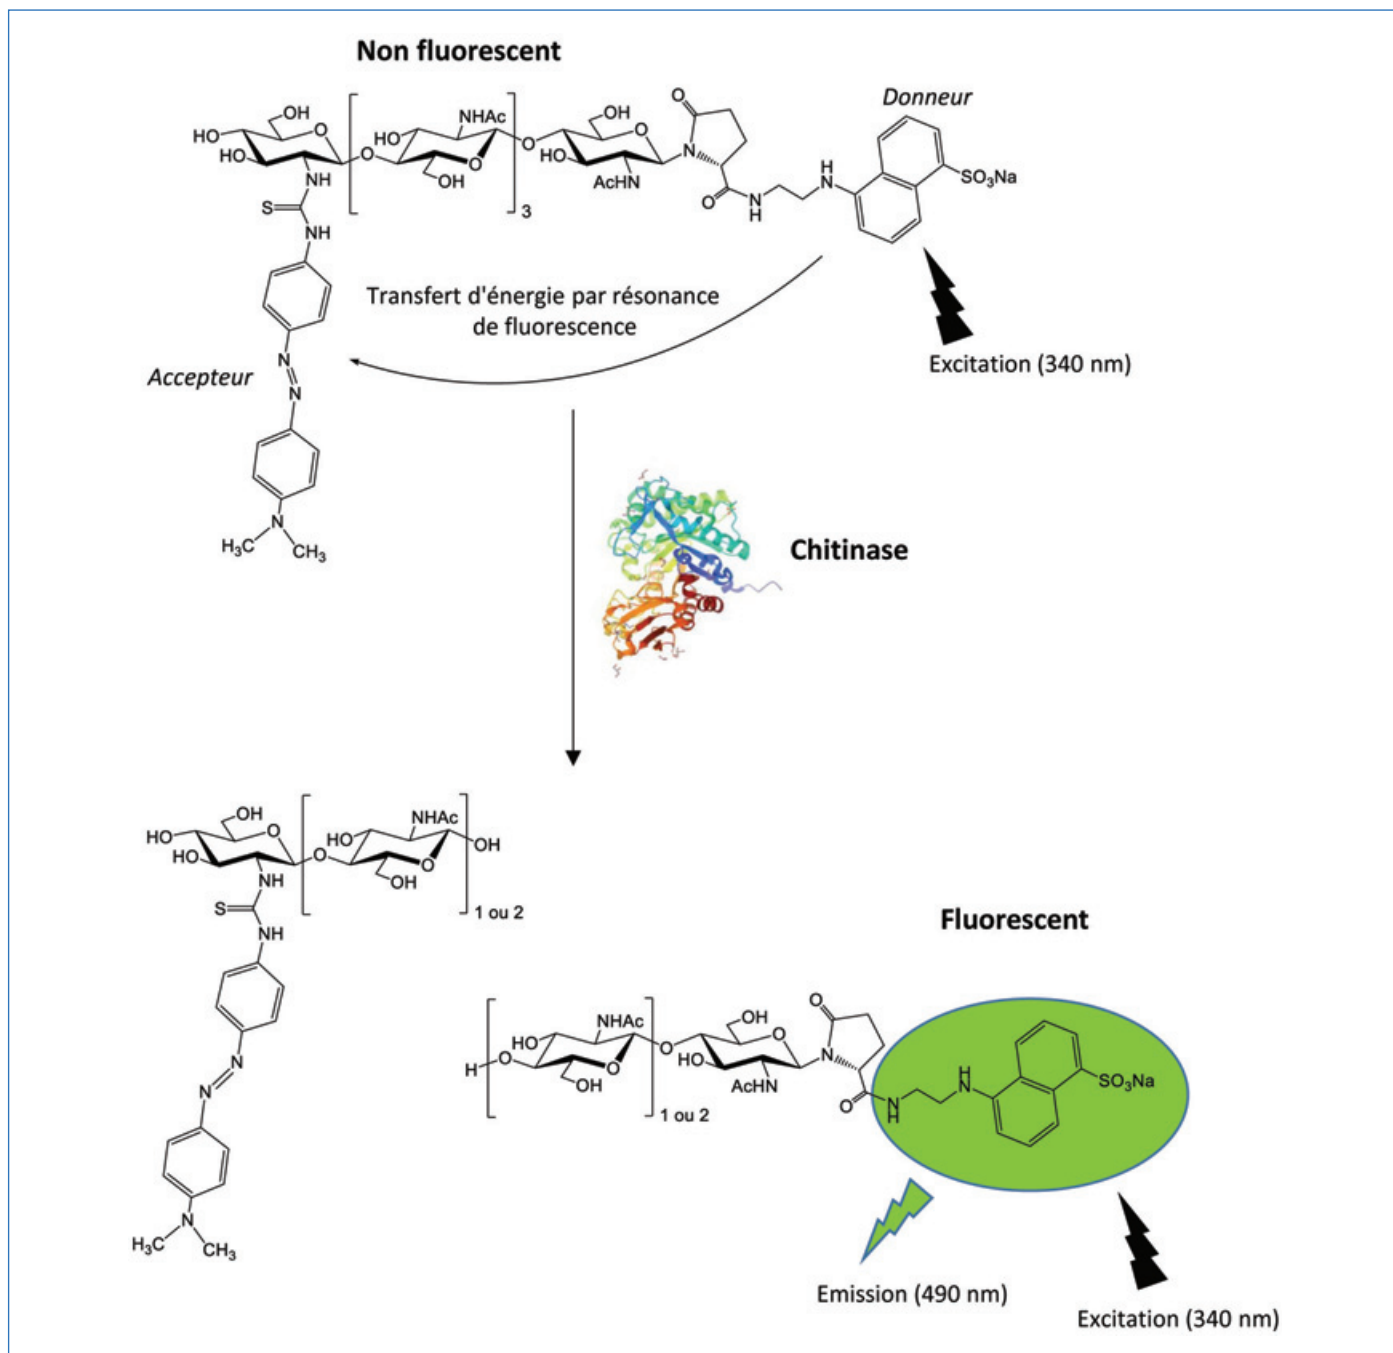 Non fluorescent
Donneur
OH
HO
O
HO
O
NH
S
NH
NHAc
HO
O
OH
3
O
OH
O
HO
AcHN
O
N
O
N
H
H
N
SO3Na
Transfert d'énergie par résonance
de fluorescence
Excitation (340 nm)
Accepteur
N
N
N
H3C
CH3
Chitinase
OH
HO
O
HO
O
NH
S
NH
NHAc
HO
O
OH
OH
1 ou 2
N
N
N
H3C
CH3
Fluorescent
H
O
NHAc
HO
O
OH
1 ou 2
O
OH
O
HO
AcHN
O
N
O
N
H
H
N
SO3Na
Emission (490 nm)
Excitation (340 nm)